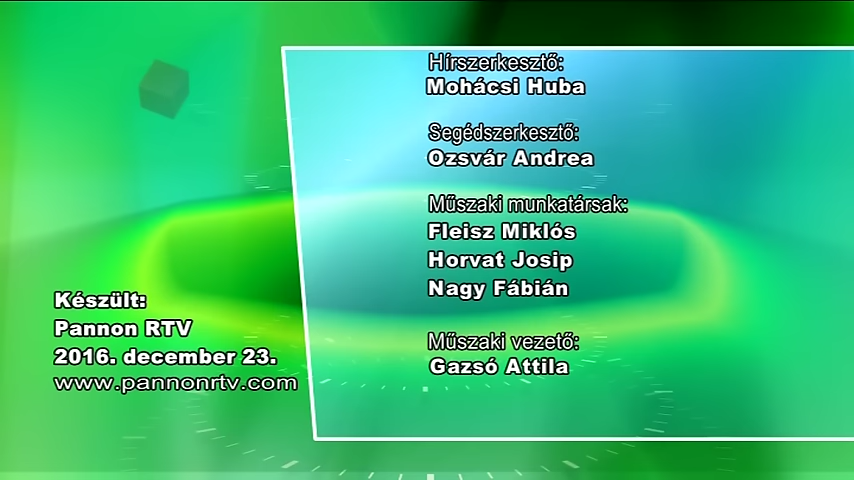 Hírszerkesztő:
Mohácsi Huba
Segédszerkesztő:
Ozsvár Andrea
Műszaki munkatársak:
Fleisz Miklós
Horvat Josip
Nagy Fábián
Műszaki vezető:
Gazsó Attila
Készült:
Pannon RTV
2016. december 23.
www.pannonrtv.com